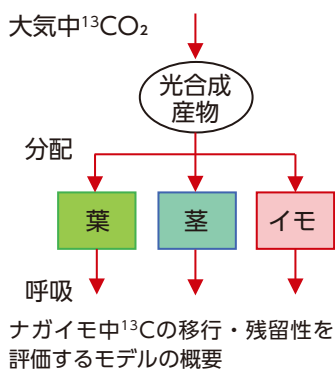 大気中¹³CO₂
光合成
産物
分配
葉
茎
イモ
呼吸
ナガイモ中¹³Cの移行・残留性を
評価するモデルの概要